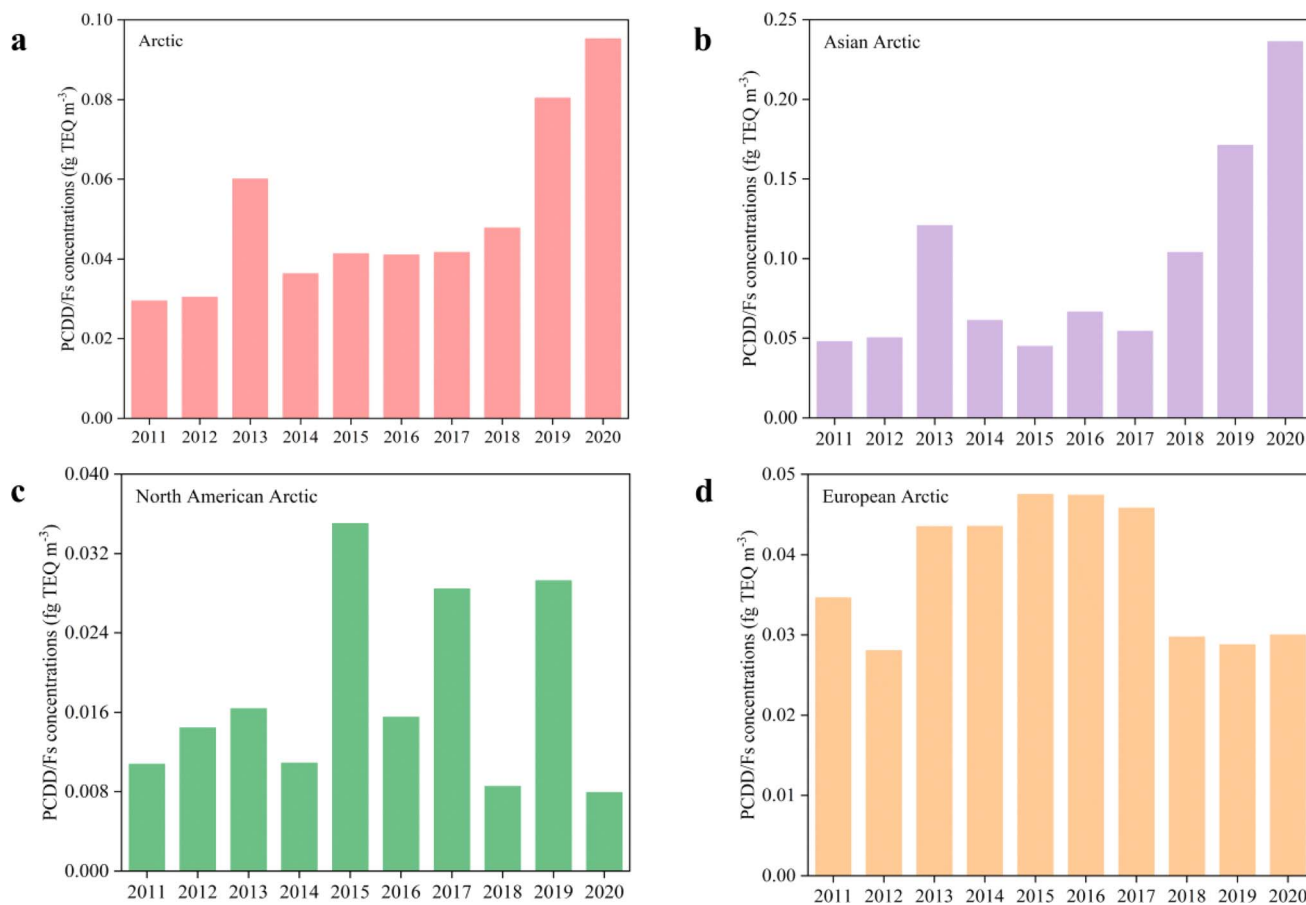 a
Arctic
PCDD/Fs concentrations (fg TEQ m⁻³)
0.10
0.08
0.06
0.04
0.02
0.00
2011 2012 2013 2014 2015 2016 2017 2018 2019 2020
b
Asian Arctic
PCDD/Fs concentrations (fg TEQ m⁻³)
0.25
0.20
0.15
0.10
0.05
0.00
2011 2012 2013 2014 2015 2016 2017 2018 2019 2020
c
North American Arctic
PCDD/Fs concentrations (fg TEQ m⁻³)
0.040
0.032
0.024
0.016
0.008
0.000
2011 2012 2013 2014 2015 2016 2017 2018 2019 2020
d
European Arctic
PCDD/Fs concentrations (fg TEQ m⁻³)
0.05
0.04
0.03
0.02
0.01
0.00
2011 2012 2013 2014 2015 2016 2017 2018 2019 2020